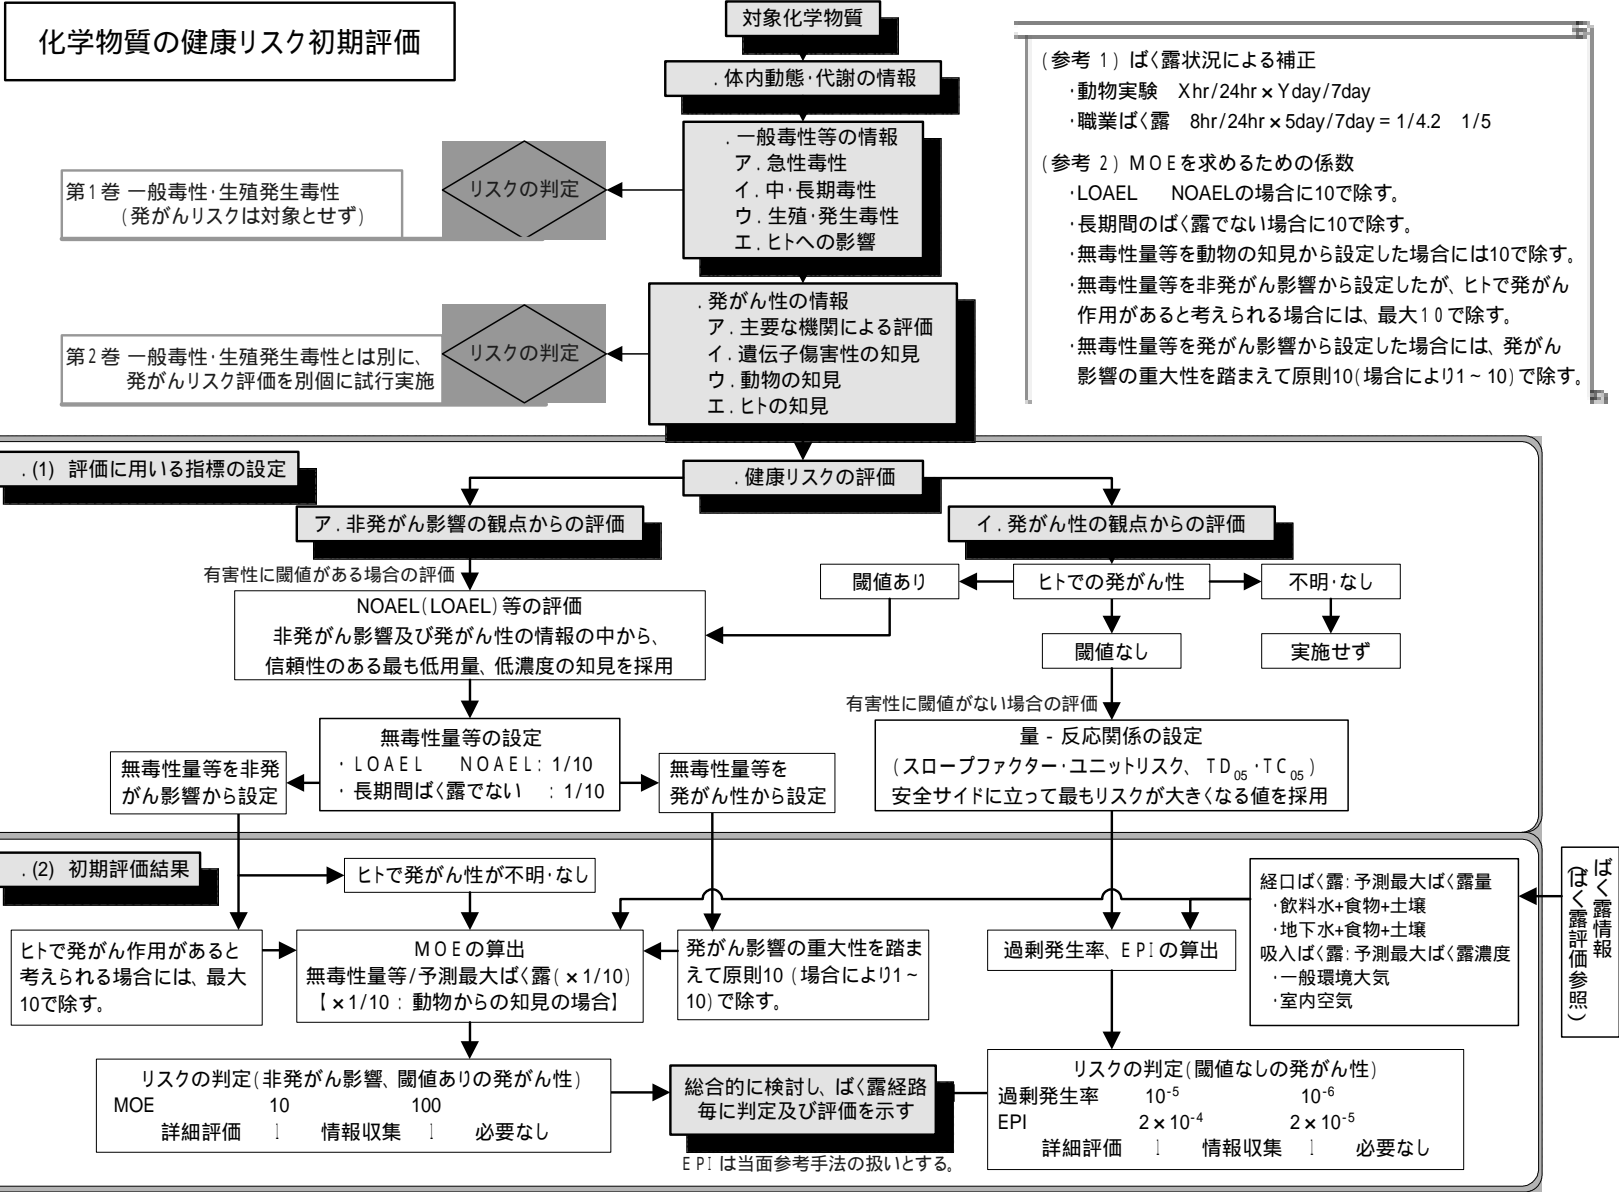 化学物質の健康リスク初期評価
対象化学物質
．体内動態・代謝の情報
．一般毒性等の情報
ア．急性毒性
イ．中・長期毒性
ウ．生殖・発生毒性
エ．ヒトへの影響
リスクの判定
第1巻 一般毒性・生殖発生毒性
(発がんリスクは対象とせず)
．発がん性の情報
ア．主要な機関による評価
イ．遺伝子傷害性の知見
ウ．動物の知見
エ．ヒトの知見
リスクの判定
第2巻 一般毒性・生殖発生毒性とは別に、
発がんリスク評価を別個に試行実施
(参考 1) ばく露状況による補正
・動物実験 Xhr/24hr×Yday/7day
・職業ばく露 8hr/24hr×5day/7day = 1/4.2 1/5
(参考 2) ＭＯＥを求めるための係数
・LOAEL NOAELの場合に10で除す。
・長期間のばく露でない場合に10で除す。
・無毒性量等を動物の知見から設定した場合には10で除す。
・無毒性量等を非発がん影響から設定したが、ヒトで発がん
作用があると考えられる場合には、最大１０で除す。
・無毒性量等を発がん影響から設定した場合には、発がん
影響の重大性を踏まえて原則10(場合により1～10)で除す。
．(1) 評価に用いる指標の設定
．健康リスクの評価
ア．非発がん影響の観点からの評価
イ．発がん性の観点からの評価
有害性に閾値がある場合の評価
閾値あり
ヒトでの発がん性
不明・なし
NOAEL(LOAEL)等の評価
非発がん影響及び発がん性の情報の中から、
信頼性のある最も低用量、低濃度の知見を採用
閾値なし
実施せず
有害性に閾値がない場合の評価
無毒性量等の設定
・ＬＯＡＥＬ ＮＯＡＥＬ: 1/10
・長期間ばく露でない : 1/10
無毒性量等を非発
がん影響から設定
無毒性量等を
発がん性から設定
量 - 反応関係の設定
(スロープファクター・ユニットリスク、ＴＤ₀₅・ＴＣ₀₅)
安全サイドに立って最もリスクが大きくなる値を採用
．(2) 初期評価結果
ヒトで発がん性が不明・なし
ヒトで発がん作用があると
考えられる場合には、最大
10で除す。
ＭＯＥの算出
無毒性量等/予測最大ばく露(×1/10)
【×1/10：動物からの知見の場合】
発がん影響の重大性を踏ま
えて原則10 (場合により1～
10)で除す。
過剰発生率、ＥＰＩの算出
経口ばく露：予測最大ばく露量
・飲料水+食物+土壌
・地下水+食物+土壌
吸入ばく露：予測最大ばく露濃度
・一般環境大気
・室内空気
ばく露情報
(ばく露評価参照)
リスクの判定(非発がん影響、閾値ありの発がん性)
MOE 10 100
詳細評価 ｌ 情報収集 ｌ 必要なし
総合的に検討し、ばく露経路
毎に判定及び評価を示す
ＥＰＩは当面参考手法の扱いとする。
リスクの判定(閾値なしの発がん性)
過剰発生率 10⁻⁵ 10⁻⁶
EPI 2×10⁻⁴ 2×10⁻⁵
詳細評価 ｌ 情報収集 ｌ 必要なし